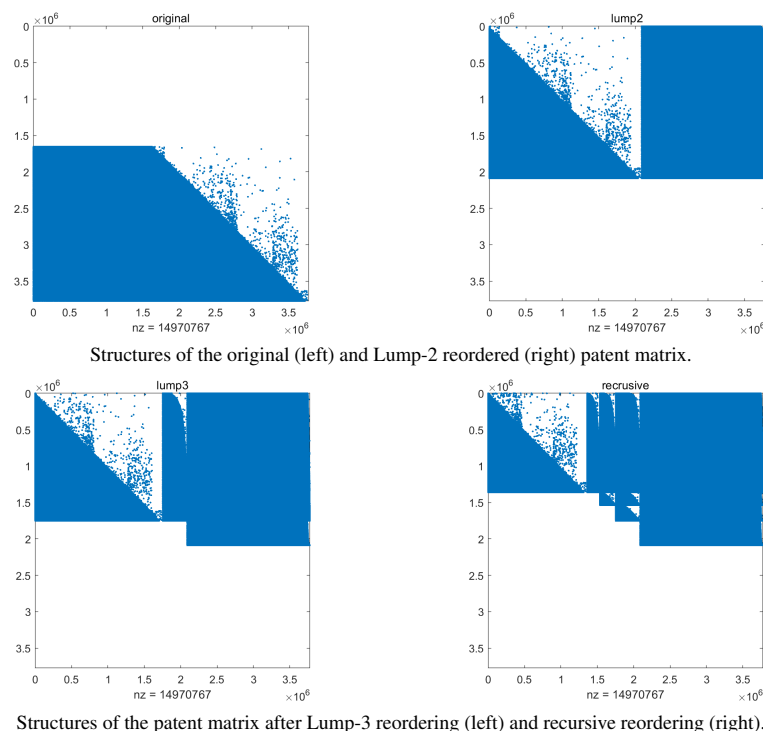 original
×10^6
0
0.5
1
1.5
2
2.5
3
3.5
0 0.5 1 1.5 2 2.5 3 3.5
nz = 14970767
×10^6
lump2
×10^6
0
0.5
1
1.5
2
2.5
3
3.5
0 0.5 1 1.5 2 2.5 3 3.5
nz = 14970767
×10^6
Structures of the original (left) and Lump-2 reordered (right) patent matrix.
lump3
×10^6
0
0.5
1
1.5
2
2.5
3
3.5
0 0.5 1 1.5 2 2.5 3 3.5
nz = 14970767
×10^6
recrusive
×10^6
0
0.5
1
1.5
2
2.5
3
3.5
0 0.5 1 1.5 2 2.5 3 3.5
nz = 14970767
×10^6
Structures of the patent matrix after Lump-3 reordering (left) and recursive reordering (right).